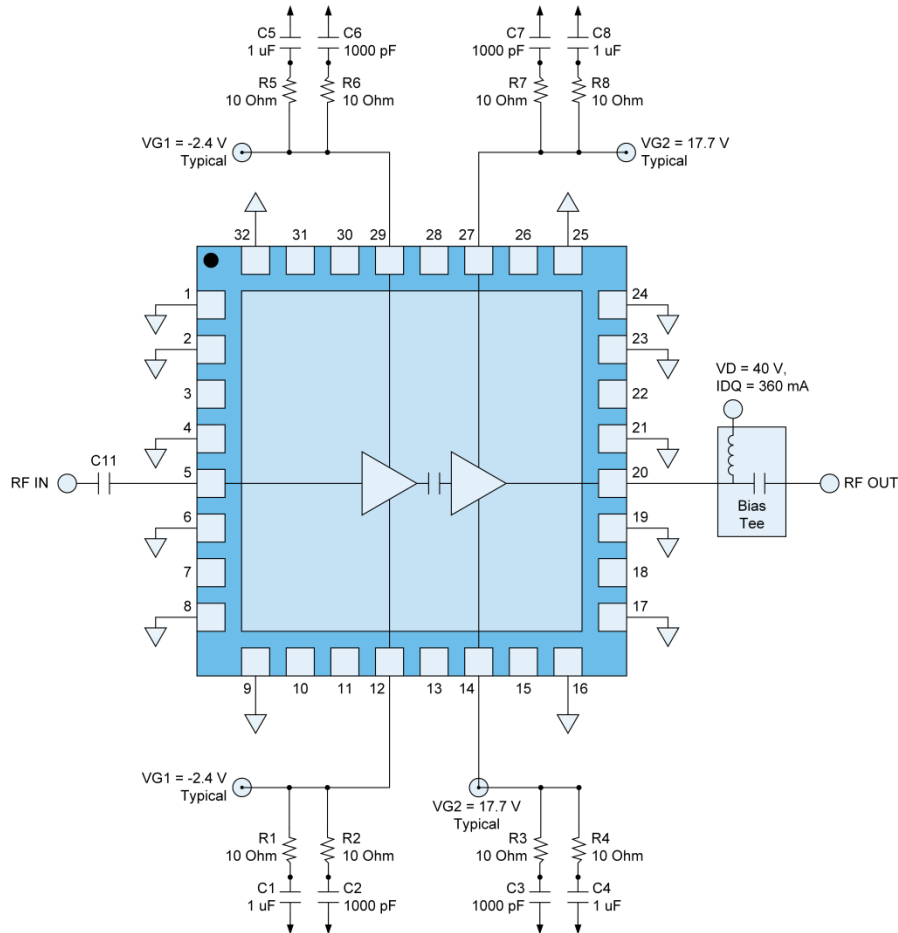 C5
1 uF
C6
1000 pF
C7
1000 pF
C8
1 uF
R5
10 Ohm
R6
10 Ohm
R7
10 Ohm
R8
10 Ohm
VG1 = -2.4 V
Typical
VG2 = 17.7 V
Typical
32
31
30
29
28
27
26
25
1
2
3
4
5
6
7
8
24
23
22
21
20
19
18
17
VD = 40 V,
IDQ = 360 mA
C11
RF IN
RF OUT
Bias
Tee
9
10
11
12
13
14
15
16
VG1 = -2.4 V
Typical
VG2 = 17.7 V
Typical
R1
10 Ohm
R2
10 Ohm
R3
10 Ohm
R4
10 Ohm
C1
1 uF
C2
1000 pF
C3
1000 pF
C4
1 uF